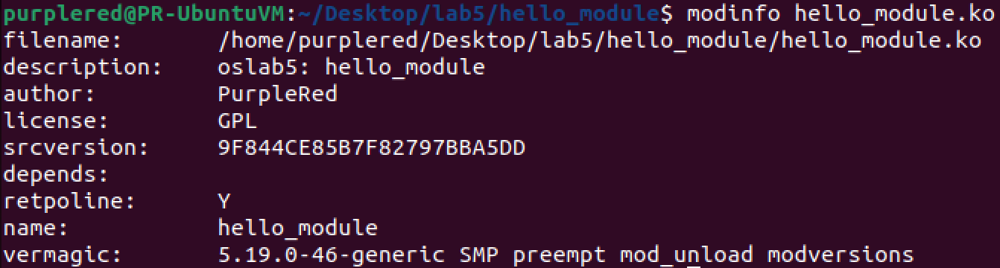 purplered@PR-UbuntuVM:~/Desktop/lab5/hello_module$ modinfo hello_module.ko
filename: /home/purplered/Desktop/lab5/hello_module/hello_module.ko
description: oslab5: hello_module
author: PurpleRed
license: GPL
srcversion: 9F844CE85B7F82797BBA5DD
depends:
retpoline: Y
name: hello_module
vermagic: 5.19.0-46-generic SMP preempt mod_unload modversions